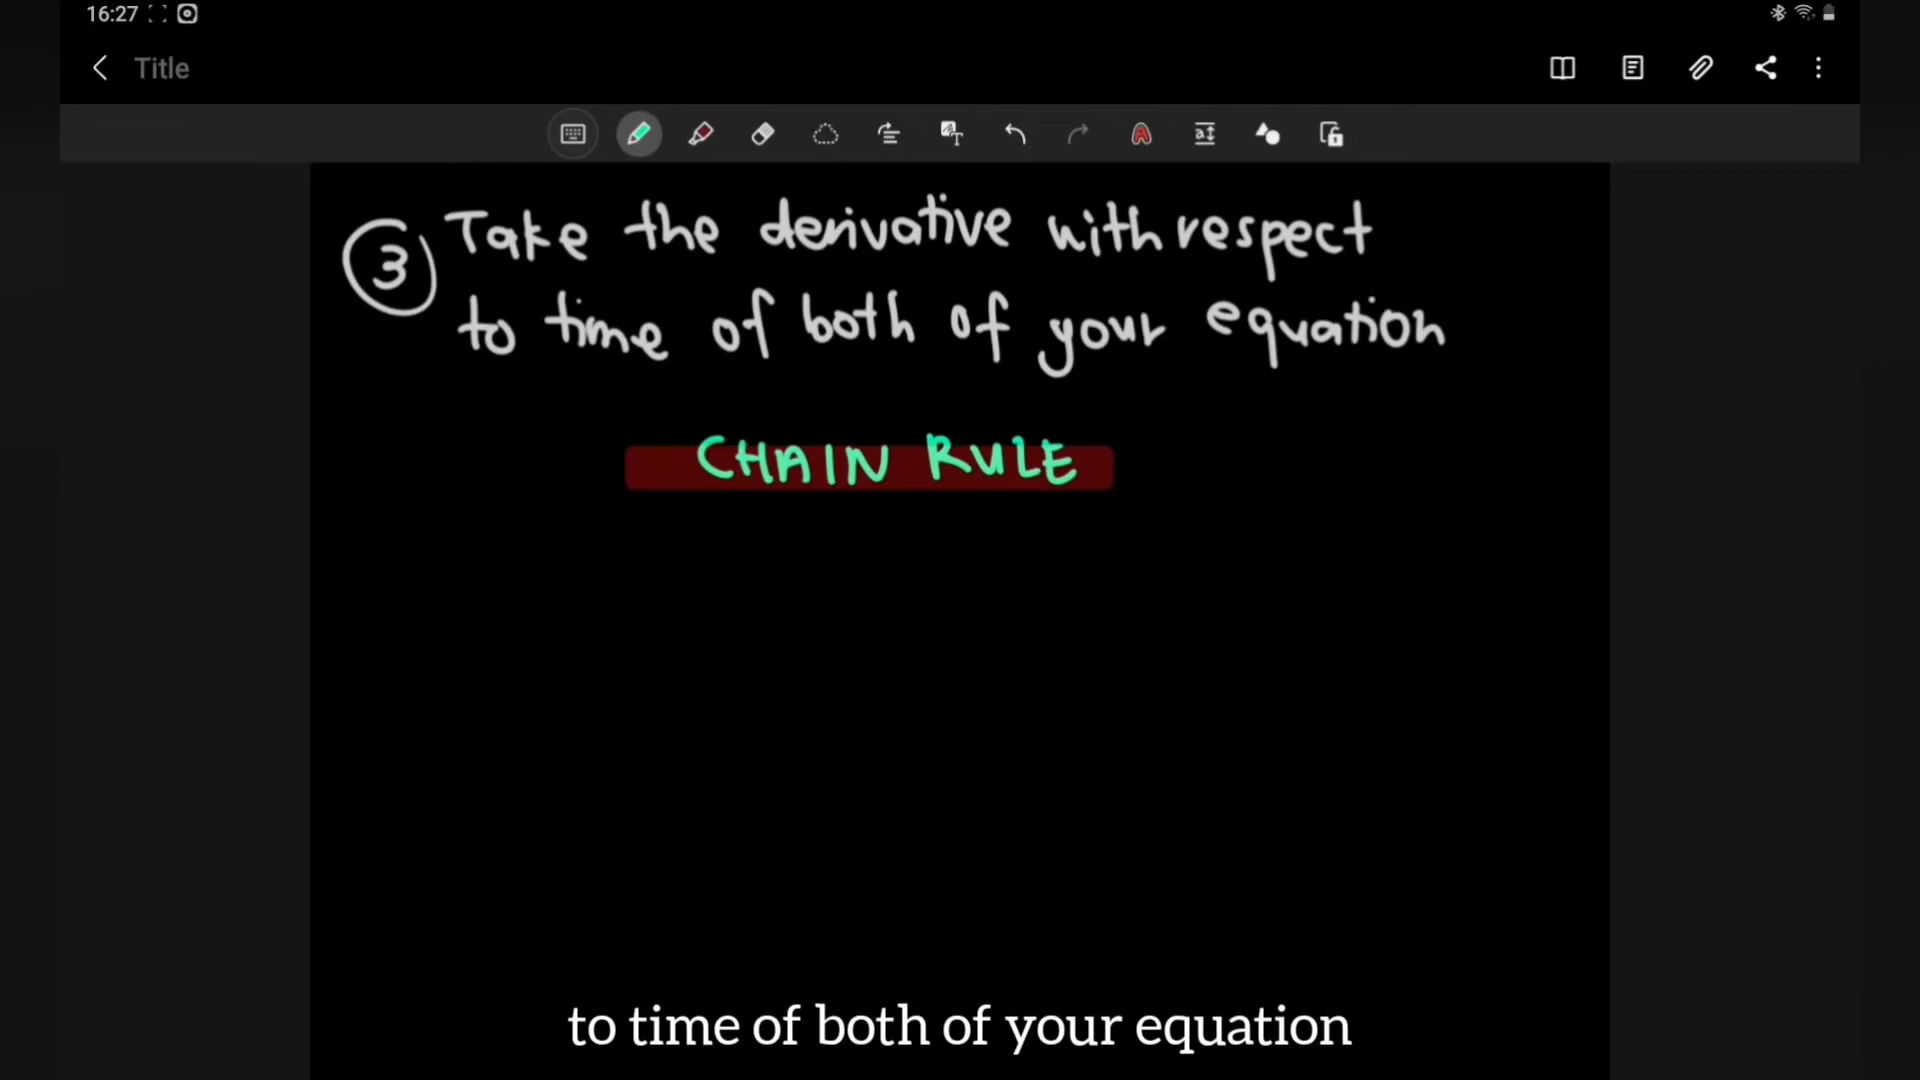 16:27
Title
③ Take the derivative with respect
to time of both of your equation
CHAIN RULE
to time of both of your equation